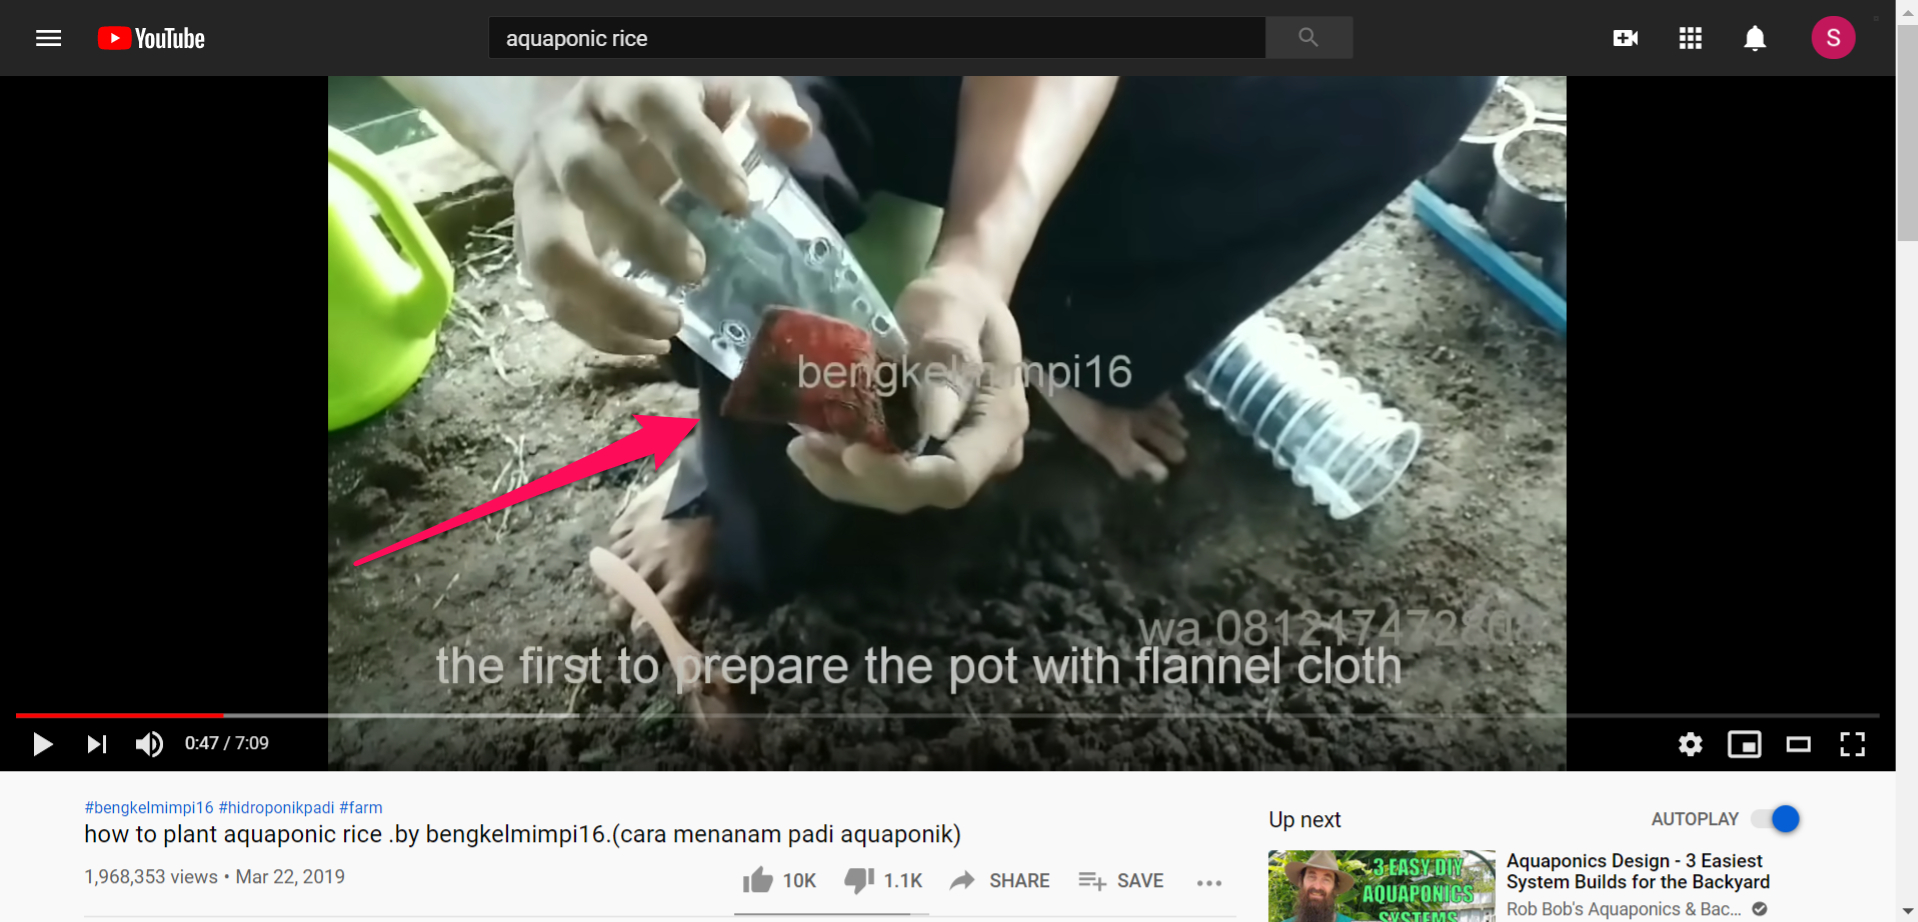 YouTube
aquaponic rice
S
bengkelmimpi16
wa 081217472808
the first to prepare the pot with flannel cloth
0:47 / 7:09
#bengkelmimpi16 #hidroponikpadi #farm
how to plant aquaponic rice .by bengkelmimpi16.(cara menanam padi aquaponik)
1,968,353 views • Mar 22, 2019
10K
1.1K
SHARE
SAVE
Up next
AUTOPLAY
3 EASY DIY
AQUAPONICS
SYSTEMS
Aquaponics Design - 3 Easiest
System Builds for the Backyard
Rob Bob's Aquaponics & Bac...